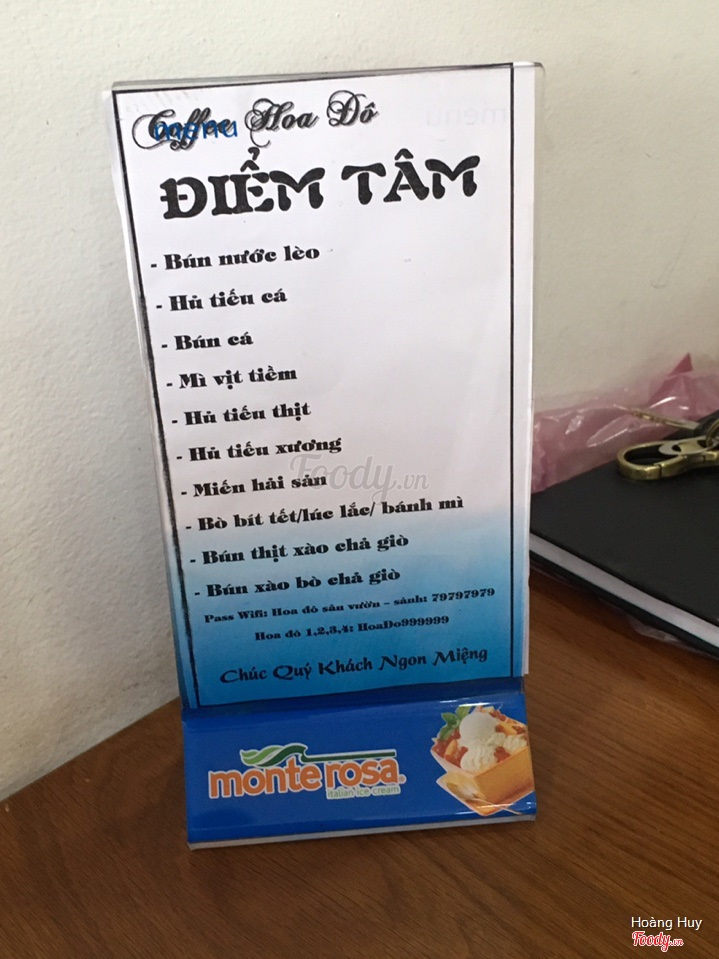 Coffee Hoa Đô
menu
menu
ĐIỂM TÂM
- Bún nước lèo
- Hủ tiếu cá
- Bún cá
- Mì vịt tiềm
- Hủ tiếu thịt
- Hủ tiếu xương
- Miến hải sản
- Bò bít tết/lúc lắc/ bánh mì
- Bún thịt xào chả giò
- Bún xào bò chả giò
Pass Wifi: Hoa đô sân vườn - sảnh: 79797979
Hoa đô 1,2,3,4: HoaDo999999
Chúc Quý Khách Ngon Miệng
monte rosa
italian ice cream
Foody.vn
Hoàng Huy
Foody.vn